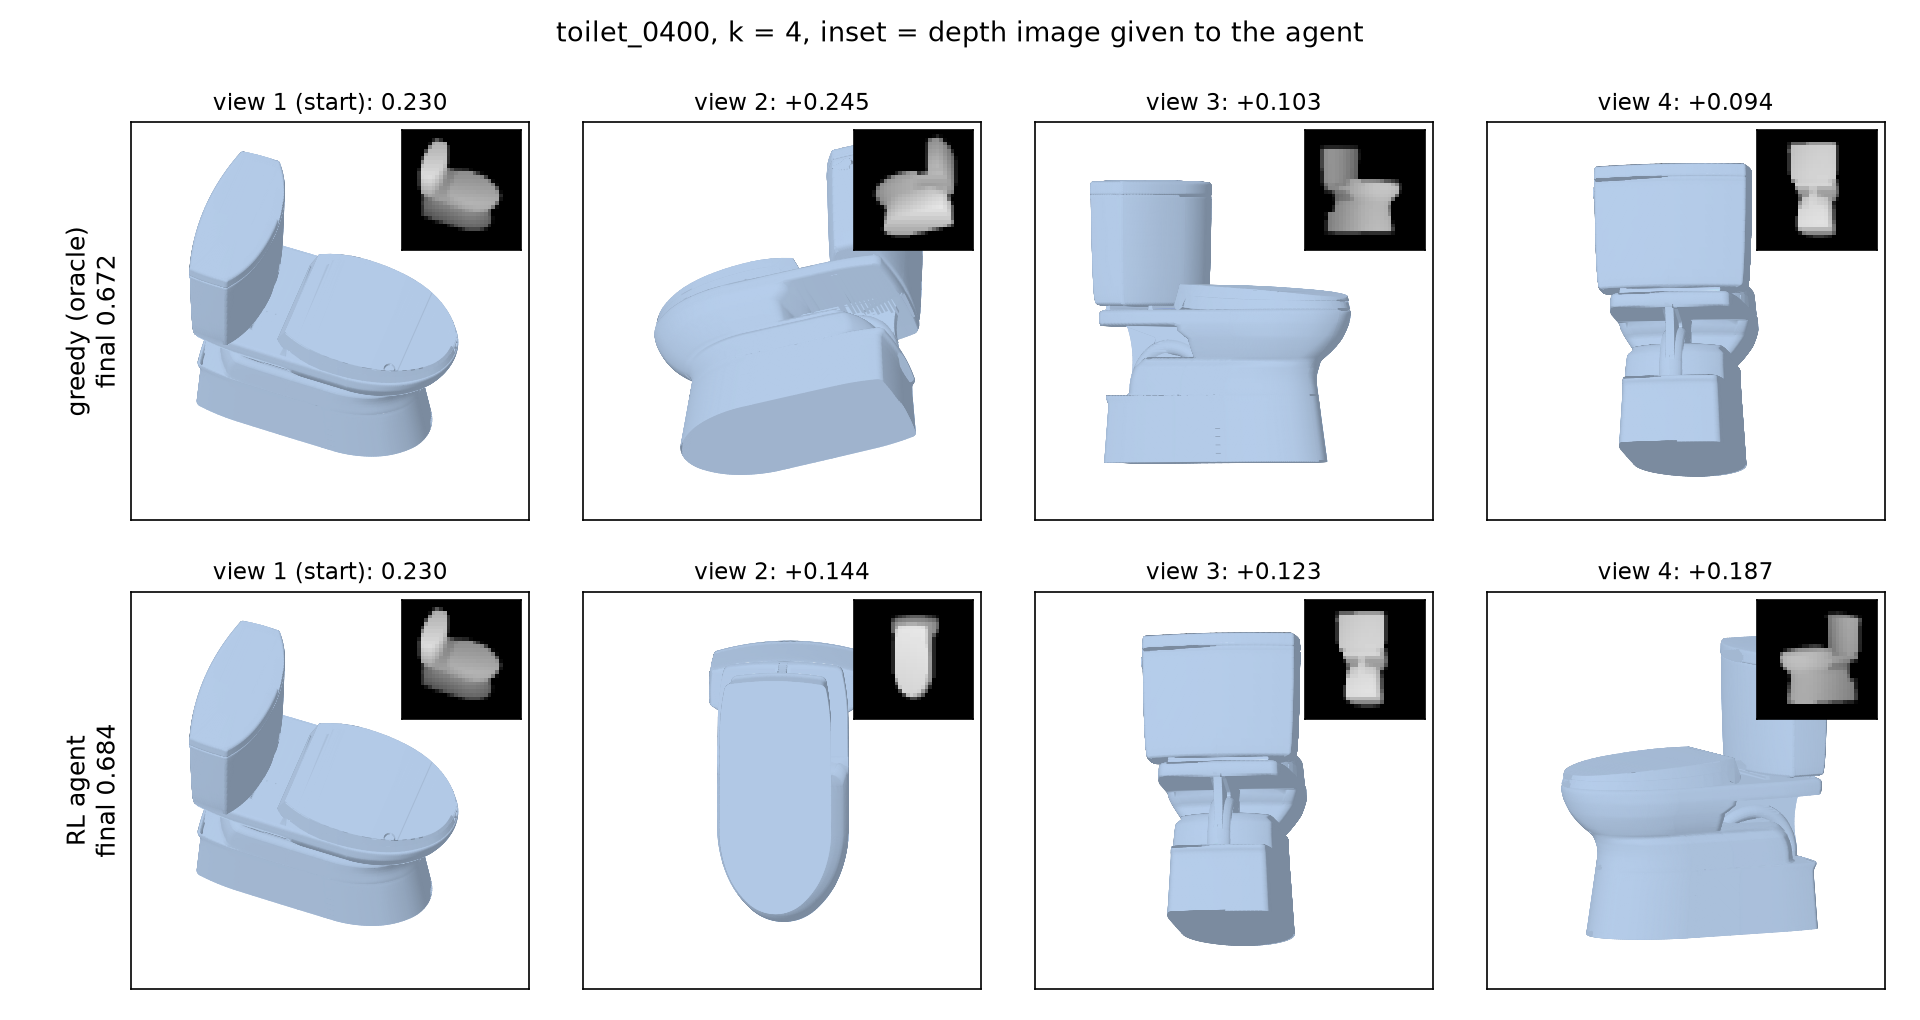 toilet_0400, k = 4, inset = depth image given to the agent
greedy (oracle)
final 0.672
view 1 (start): 0.230
view 2: +0.245
view 3: +0.103
view 4: +0.094
RL agent
final 0.684
view 1 (start): 0.230
view 2: +0.144
view 3: +0.123
view 4: +0.187